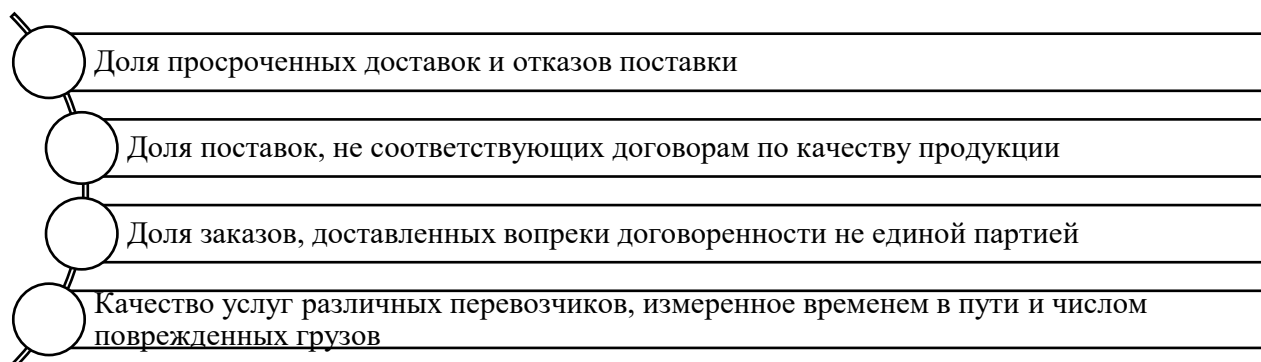 Доля просроченных доставок и отказов поставки
Доля поставок, не соответствующих договорам по качеству продукции
Доля заказов, доставленных вопреки договоренности не единой партией
Качество услуг различных перевозчиков, измеренное временем в пути и числом
поврежденных грузов